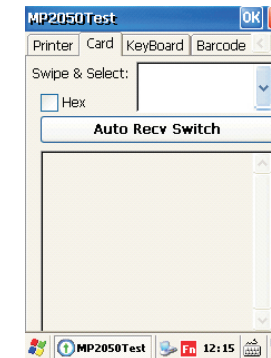 MP2050Test OK
Printer Card KeyBoard Barcode
Swipe & Select:
Hex
Auto Recv Switch
MP2050Test Fn 12:15